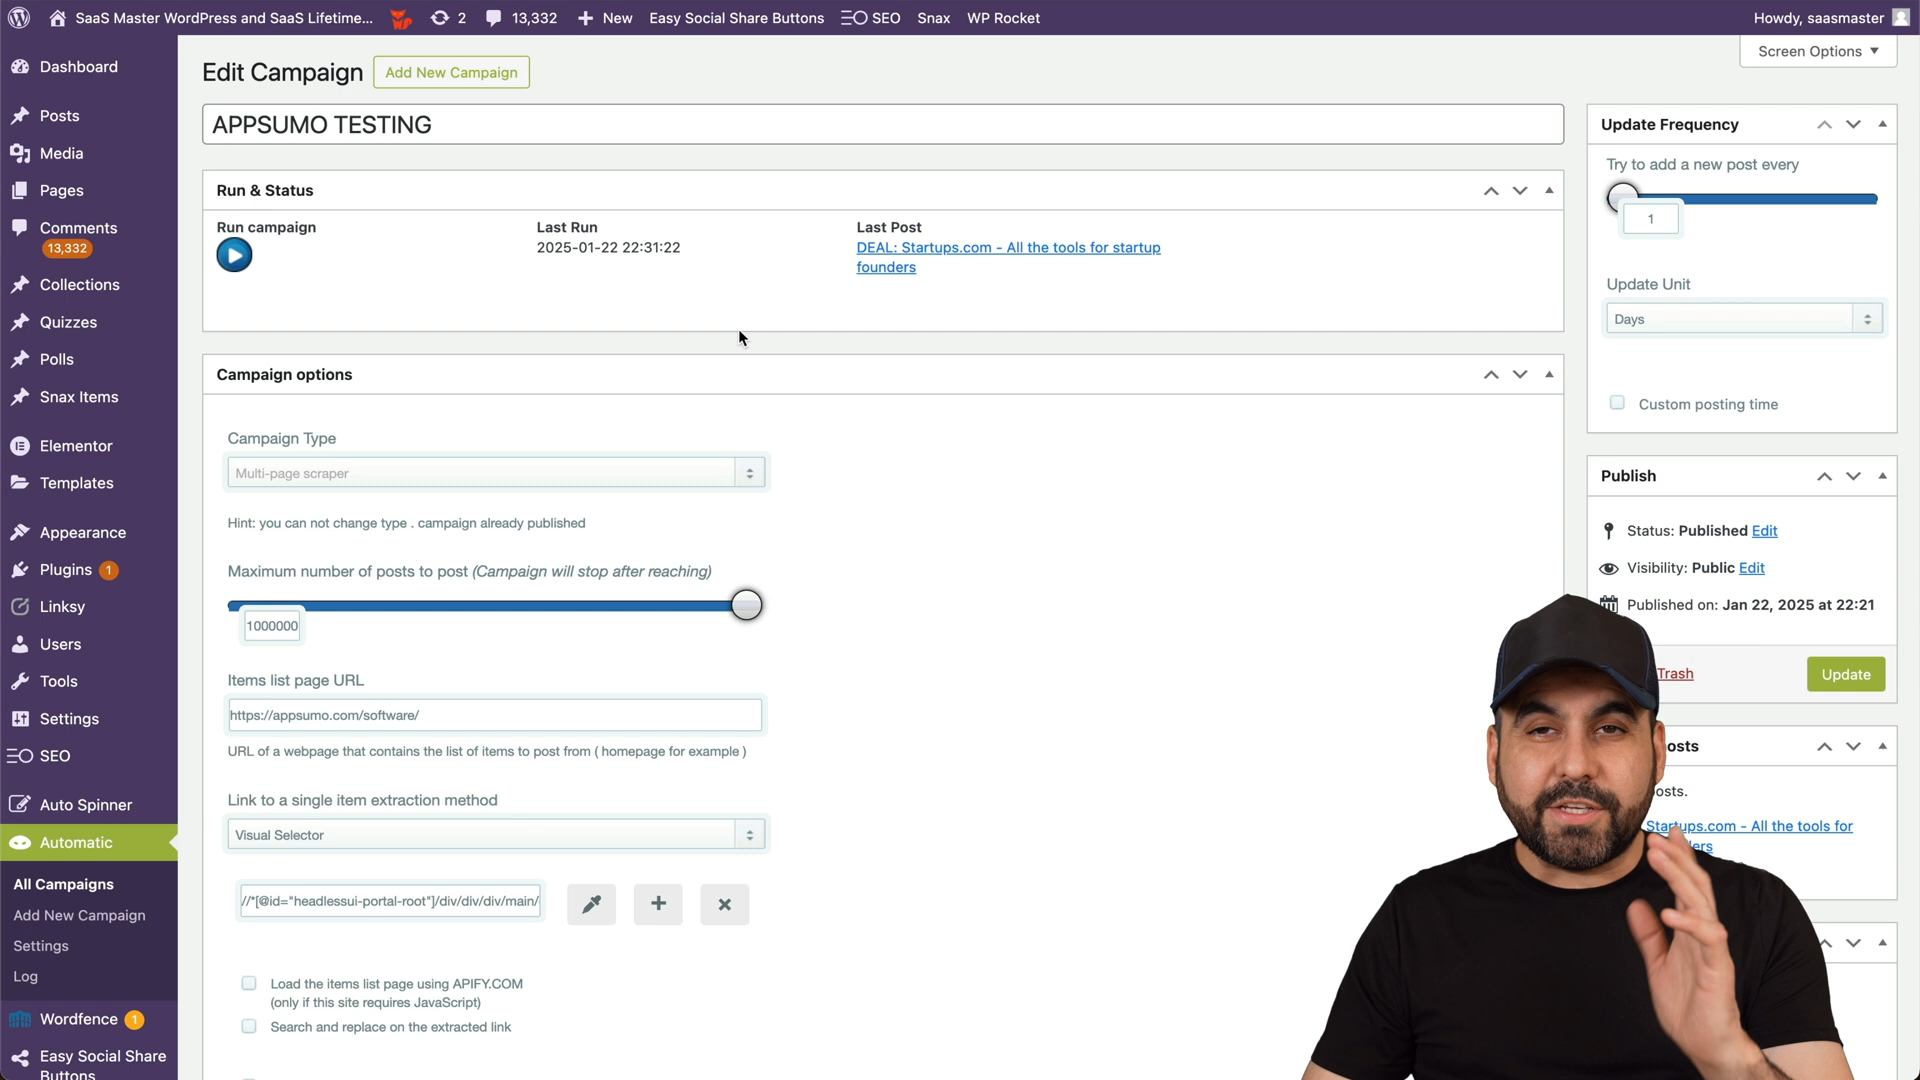 SaaS Master WordPress and SaaS Lifetime...
2
13,332
New
Easy Social Share Buttons
SEO
Snax
WP Rocket
Howdy, saasmaster
Screen Options
Dashboard
Posts
Media
Pages
Comments
13,332
Collections
Quizzes
Polls
Snax Items
Elementor
Templates
Appearance
Plugins 1
Linksy
Users
Tools
Settings
SEO
Auto Spinner
Automatic
All Campaigns
Add New Campaign
Settings
Log
Wordfence 1
Easy Social Share
Buttons
Edit Campaign
Add New Campaign
APPSUMO TESTING
Run & Status
Run campaign
Last Run
2025-01-22 22:31:22
Last Post
DEAL: Startups.com - All the tools for startup
founders
Campaign options
Campaign Type
Multi-page scraper
Hint: you can not change type . campaign already published
Maximum number of posts to post (Campaign will stop after reaching)
1000000
Items list page URL
https://appsumo.com/software/
URL of a webpage that contains the list of items to post from ( homepage for example )
Link to a single item extraction method
Visual Selector
//*[@id="headlessui-portal-root"]/div/div/div/main/
Load the items list page using APIFY.COM
(only if this site requires JavaScript)
Search and replace on the extracted link
Update Frequency
Try to add a new post every
1
Update Unit
Days
Custom posting time
Publish
Status: Published Edit
Visibility: Public Edit
Published on: Jan 22, 2025 at 22:21
Trash
Update
osts
osts.
Startups.com - All the tools for
ers